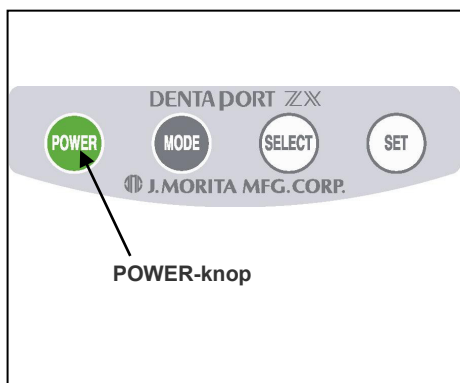 DENTAPORT ZX
POWER MODE SELECT SET
J.MORITA MFG.CORP.
POWER-knop